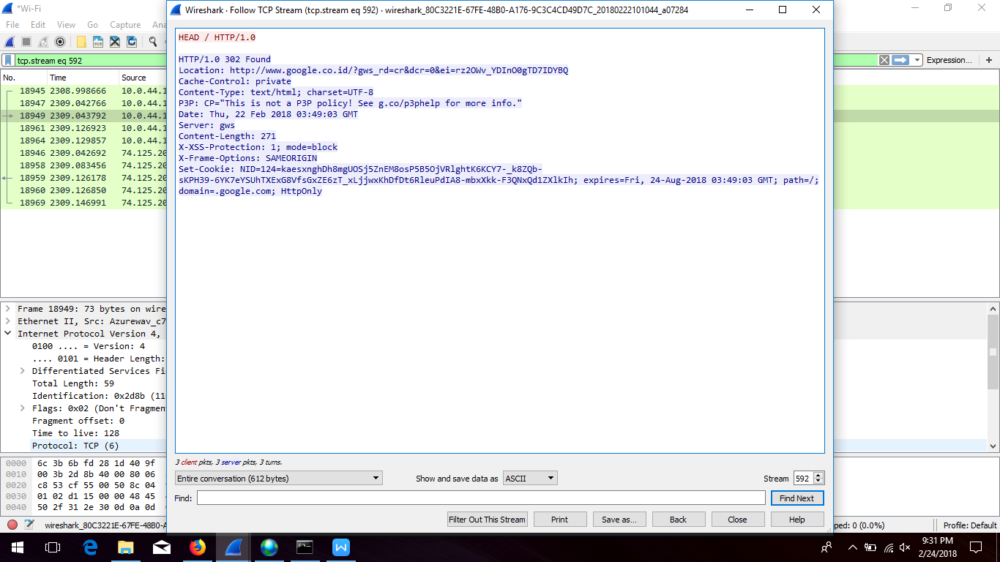 *Wi-Fi
File Edit View Go Capture Ana
tcp.stream eq 592
Expression...
+
No. Time Source
18945 2308.998666 10.0.44.1
18947 2309.042766 10.0.44.1
18949 2309.043792 10.0.44.1
18961 2309.126923 10.0.44.1
18964 2309.129857 10.0.44.1
18946 2309.042692 74.125.20
18958 2309.083456 74.125.20
18959 2309.126178 74.125.20
18960 2309.126850 74.125.20
18969 2309.146991 74.125.20
Frame 18949: 73 bytes on wire
Ethernet II, Src: Azurewav_c7
Internet Protocol Version 4,
0100 .... = Version: 4
.... 0101 = Header Length:
Differentiated Services Fi
Total Length: 59
Identification: 0x2d8b (11
Flags: 0x02 (Don't Fragmen
Fragment offset: 0
Time to live: 128
Protocol: TCP (6)
0000 6c 3b 6b fd 28 1d 40 9f
0010 00 3b 2d 8b 40 00 80 06
0020 c8 53 cf 55 00 50 8c 04
0030 01 02 d1 15 00 00 48 45
0040 50 2f 31 2e 30 0d 0a 0d
wireshark_80C3221E-67FE-48B0-A
ped: 0 (0.0%)
Profile: Default
Wireshark · Follow TCP Stream (tcp.stream eq 592) · wireshark_80C3221E-67FE-48B0-A176-9C3C4CD49D7C_20180222101044_a07284
HEAD / HTTP/1.0
HTTP/1.0 302 Found
Location: http://www.google.co.id/?gws_rd=cr&dcr=0&ei=rz2OWv_YDInO0gTD7IDYBQ
Cache-Control: private
Content-Type: text/html; charset=UTF-8
P3P: CP="This is not a P3P policy! See g.co/p3phelp for more info."
Date: Thu, 22 Feb 2018 03:49:03 GMT
Server: gws
Content-Length: 271
X-XSS-Protection: 1; mode=block
X-Frame-Options: SAMEORIGIN
Set-Cookie: NID=124=kaesxnghDh8mgUOSj5ZnEM8osP5B5OjVRlghtK6KCY7-_k8ZQb-
sKPH39-6YK7eYSUhTXExG8VfsGxZE6zT_xLjjwxKhDfDt6RleuPdIA8-mbxXkk-F3QNxQd1ZXlkIh; expires=Fri, 24-Aug-2018 03:49:03 GMT; path=/;
domain=.google.com; HttpOnly
3 client pkts, 3 server pkts, 3 turns.
Entire conversation (612 bytes)
Show and save data as ASCII
Stream 592
Find:
Find Next
Filter Out This Stream Print Save as... Back Close Help
9:31 PM
2/24/2018